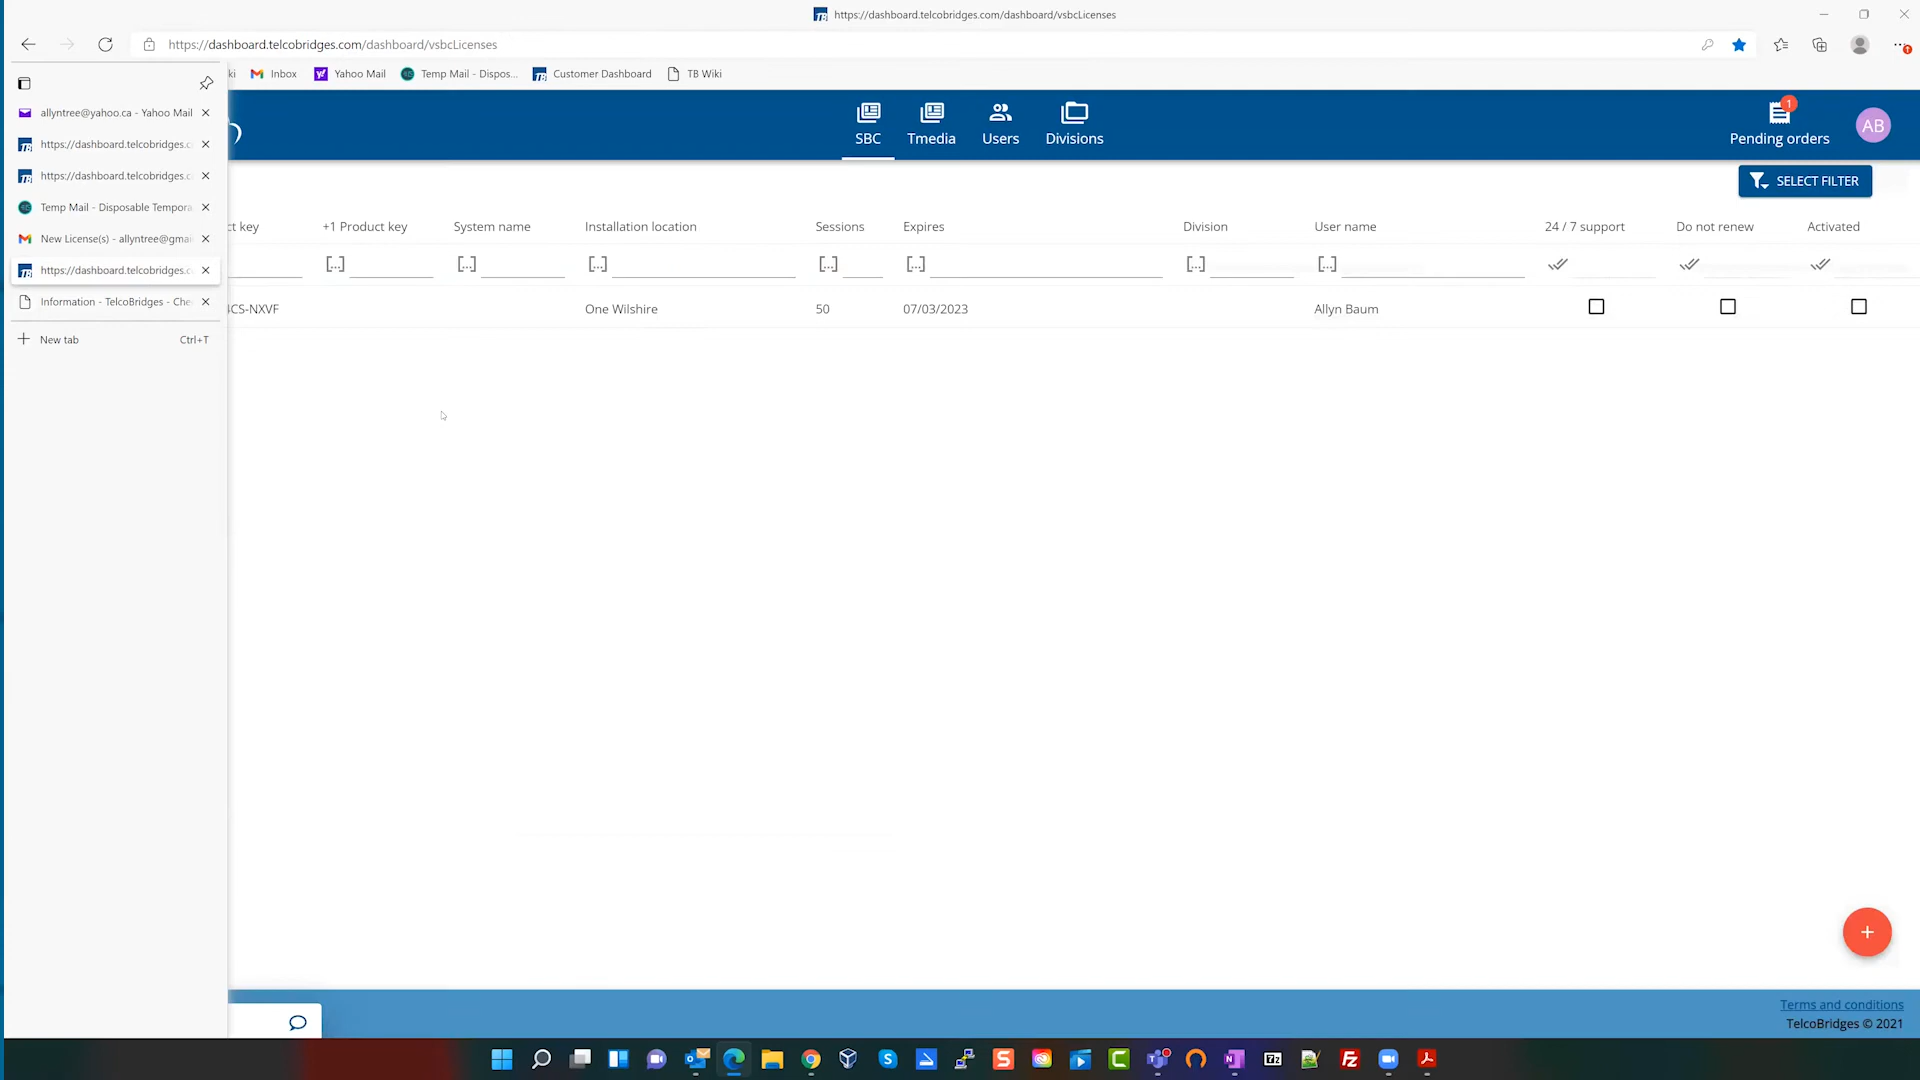 https://dashboard.telcobridges.com/dashboard/vsbcLicenses
https://dashboard.telcobridges.com/dashboard/vsbcLicenses
ki
Inbox
Yahoo Mail
Temp Mail - Dispos...
Customer Dashboard
TB Wiki
allyntree@yahoo.ca - Yahoo Mail
https://dashboard.telcobridges.c
https://dashboard.telcobridges.c
Temp Mail - Disposable Tempora
New License(s) - allyntree@gmai
https://dashboard.telcobridges.c
Information - TelcoBridges - Che
New tab Ctrl+T
SBC
Tmedia
Users
Divisions
1
Pending orders
AB
SELECT FILTER
ct key +1 Product key System name Installation location Sessions Expires Division User name 24 / 7 support Do not renew Activated
CS-NXVF One Wilshire 50 07/03/2023 Allyn Baum
+
Terms and conditions
TelcoBridges © 2021